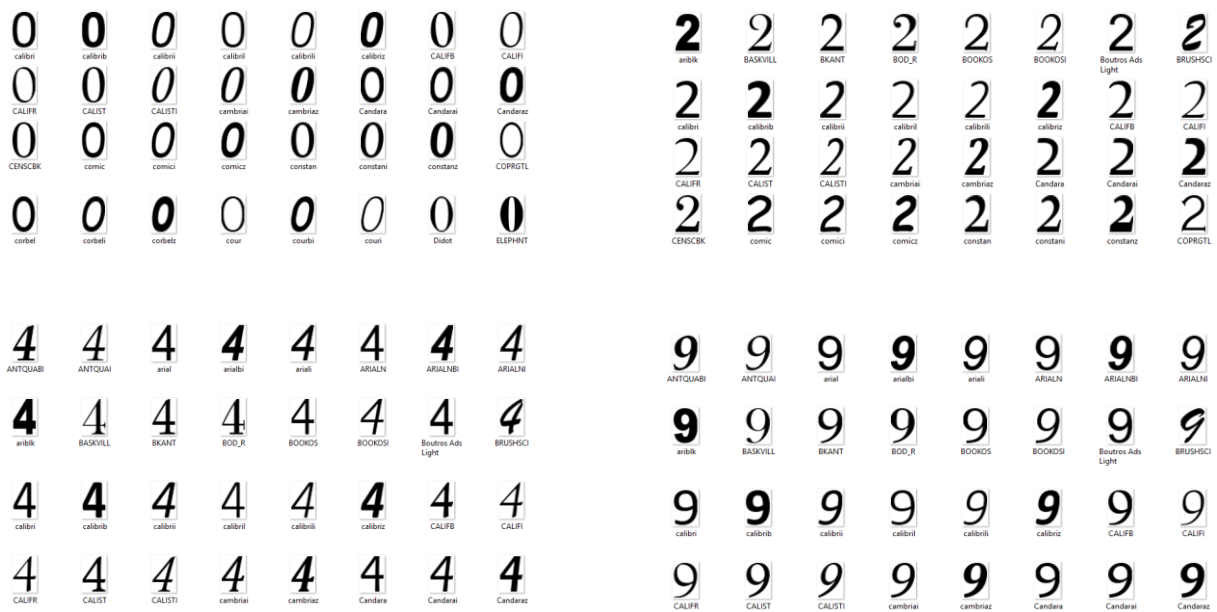 0 0 0 0 0 0 0 0
calibri calibrib calibrii calibril calibrili calibriz CALIFB CALIFI
0 0 0 0 0 0 0 0
CALIFR CALIST CALISTI cambriai cambriaz Candara Candarai Candaraz
0 0 0 0 0 0 0 0
CENSCBK comic comici comicz constan constani constanz COPRGTL
0 0 0 0 0 0 0 0
corbel corbeli corbelz cour courbi couri Didot ELEPHNT
2 2 2 2 2 2 2 2
ariblk BASKVILL BKANT BOD_R BOOKOS BOOKOSI Boutros Ads BRUSHSCI
Light
2 2 2 2 2 2 2 2
calibri calibrib calibrii calibril calibrili calibriz CALIFB CALIFI
2 2 2 2 2 2 2 2
CALIFR CALIST CALISTI cambriai cambriaz Candara Candarai Candaraz
2 2 2 2 2 2 2 2
CENSCBK comic comici comicz constan constani constanz COPRGTL
4 4 4 4 4 4 4 4
ANTQUABI ANTQUAI arial arialbi ariali ARIALN ARIALNBI ARIALNI
4 4 4 4 4 4 4 4
ariblk BASKVILL BKANT BOD_R BOOKOS BOOKOSI Boutros Ads BRUSHSCI
Light
4 4 4 4 4 4 4 4
calibri calibrib calibrii calibril calibrili calibriz CALIFB CALIFI
4 4 4 4 4 4 4 4
CALIFR CALIST CALISTI cambriai cambriaz Candara Candarai Candaraz
9 9 9 9 9 9 9 9
ANTQUABI ANTQUAI arial arialbi ariali ARIALN ARIALNBI ARIALNI
9 9 9 9 9 9 9 9
ariblk BASKVILL BKANT BOD_R BOOKOS BOOKOSI Boutros Ads BRUSHSCI
Light
9 9 9 9 9 9 9 9
calibri calibrib calibrii calibril calibrili calibriz CALIFB CALIFI
9 9 9 9 9 9 9 9
CALIFR CALIST CALISTI cambriai cambriaz Candara Candarai Candaraz